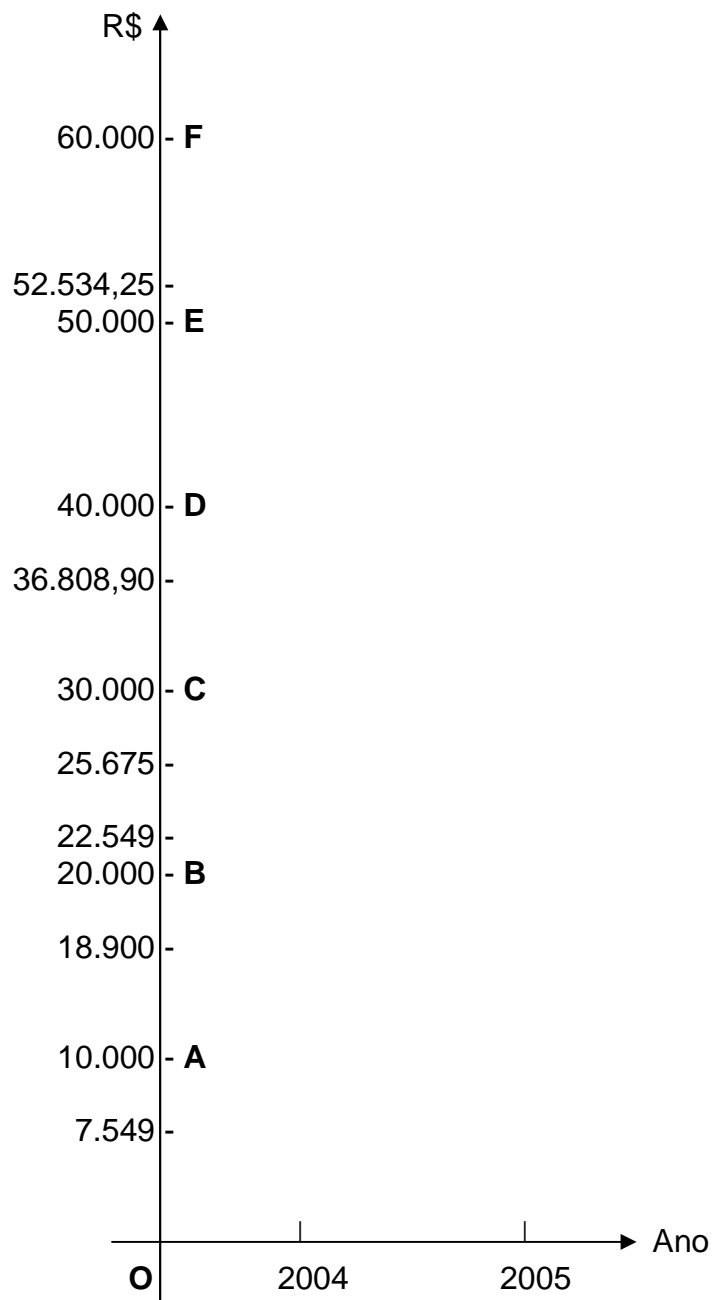 R$
60.000 - F
52.534,25 -
50.000 - E
40.000 - D
36.808,90 -
30.000 - C
25.675 -
22.549 -
20.000 - B
18.900 -
10.000 - A
7.549 -
Ano
O 2004 2005